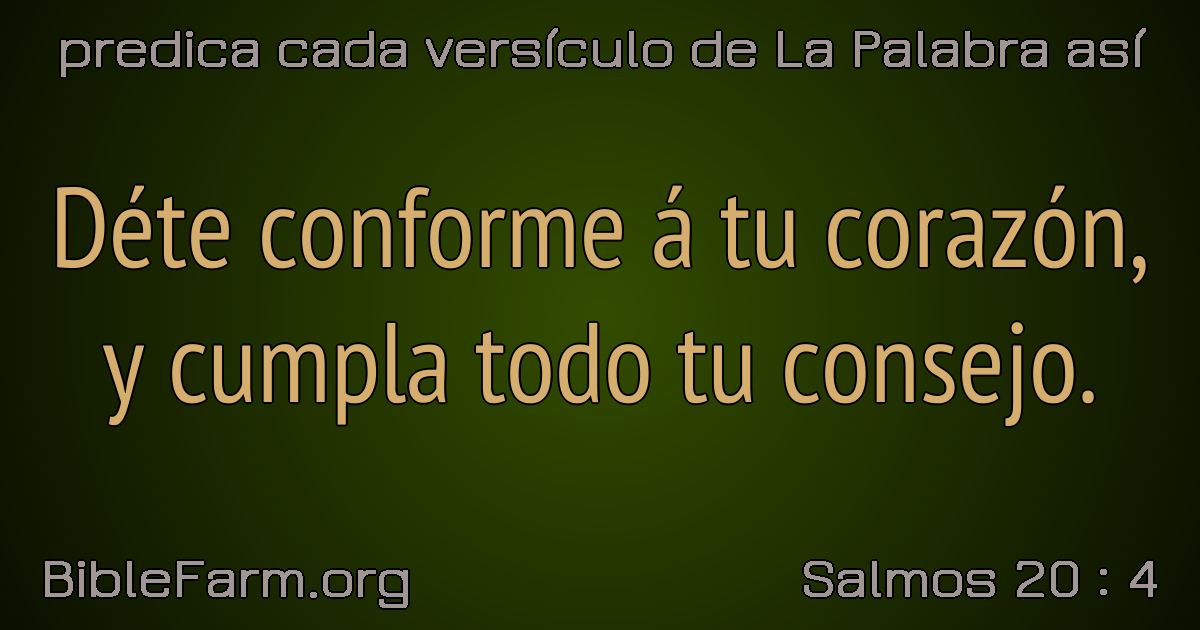 predica cada versículo de La Palabra así
Déte conforme á tu corazón,
y cumpla todo tu consejo.
BibleFarm.org
Salmos 20 : 4